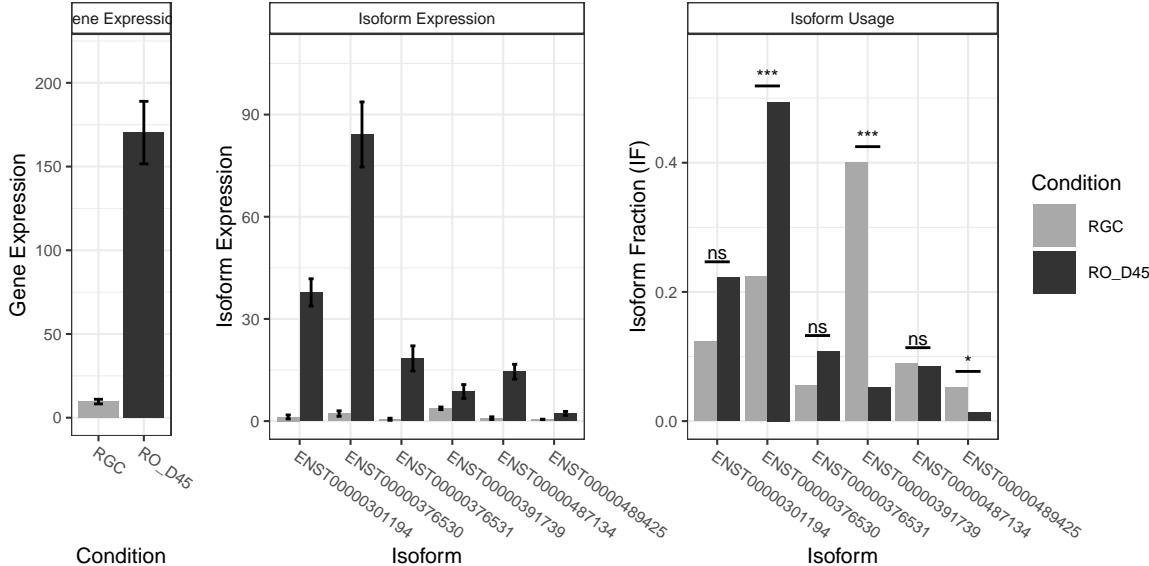 ene Expressio
Gene Expression
200
150
100
50
0
RGC
RO_D45
Condition
Isoform Expression
Isoform Expression
90
60
30
0
ENST00000301194
ENST00000376530
ENST00000376531
ENST00000391739
ENST00000487134
ENST00000489425
Isoform
Isoform Usage
Isoform Fraction (IF)
0.4
0.2
0.0
ns
***
ns
***
ns
*
ENST00000301194
ENST00000376530
ENST00000376531
ENST00000391739
ENST00000487134
ENST00000489425
Isoform
Condition
RGC
RO_D45